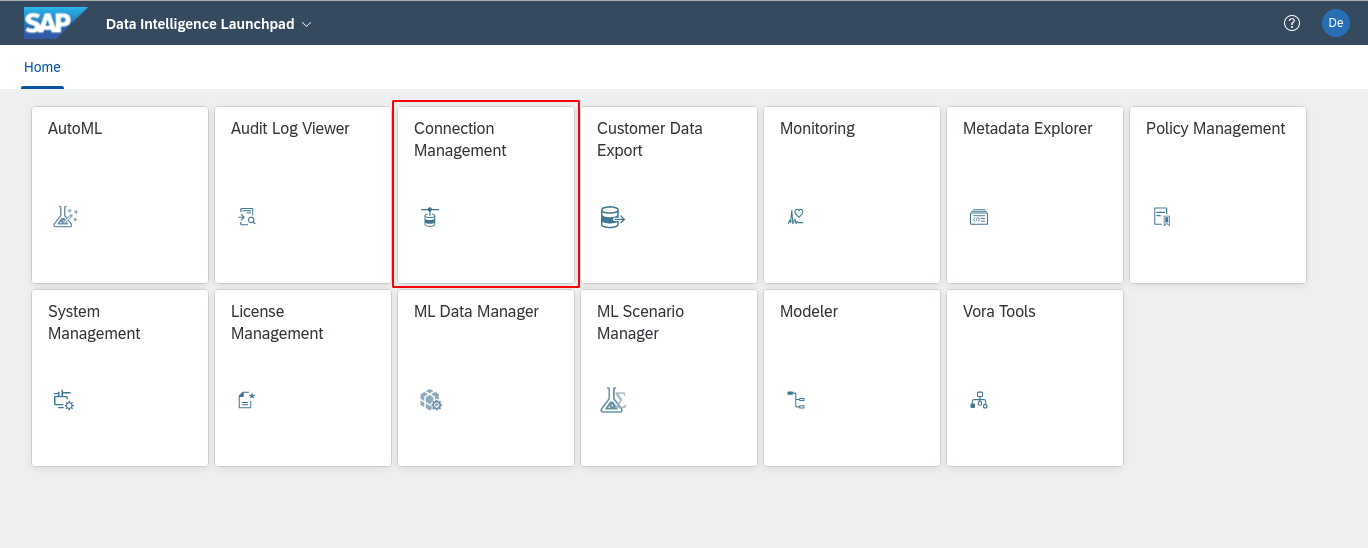 SAP Data Intelligence Launchpad
De
Home
AutoML
Audit Log Viewer
Connection
Management
Customer Data
Export
Monitoring
Metadata Explorer
Policy Management
System
Management
License
Management
ML Data Manager
ML Scenario
Manager
Modeler
Vora Tools